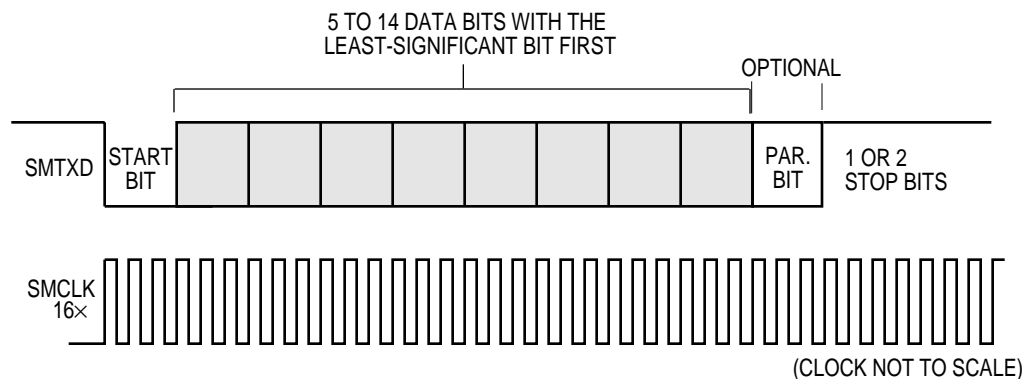 5 TO 14 DATA BITS WITH THE
LEAST-SIGNIFICANT BIT FIRST
OPTIONAL
SMTXD
START
BIT
PAR.
BIT
1 OR 2
STOP BITS
SMCLK
16×
(CLOCK NOT TO SCALE)